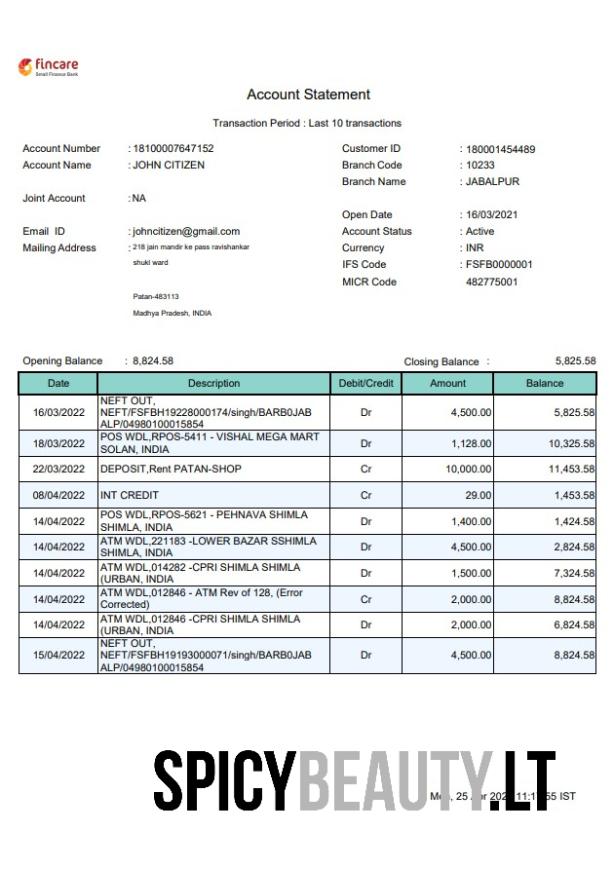 fincare
Small Finance Bank
Account Statement
Transaction Period : Last 10 transactions
Account Number : 18100007647152 Customer ID : 180001454489
Account Name : JOHN CITIZEN Branch Code : 10233
Branch Name : JABALPUR
Joint Account : NA
Open Date : 16/03/2021
Email ID : johncitizen@gmail.com Account Status : Active
Mailing Address : 218 jain mandir ke pass ravishankar Currency : INR
shukl ward IFS Code : FSFB0000001
MICR Code 482775001
Patan-483113
Madhya Pradesh, INDIA
Opening Balance : 8,824.58 Closing Balance : 5,825.58
Date Description Debit/Credit Amount Balance
16/03/2022 NEFT OUT,
NEFT/FSFBH19228000174/singh/BARB0JAB Dr 4,500.00 5,825.58
ALP/04980100015854
18/03/2022 POS WDL,RPOS-5411 - VISHAL MEGA MART Dr 1,128.00 10,325.58
SOLAN, INDIA
22/03/2022 DEPOSIT,Rent PATAN-SHOP Cr 10,000.00 11,453.58
08/04/2022 INT CREDIT Cr 29.00 1,453.58
14/04/2022 POS WDL,RPOS-5621 - PEHNAVA SHIMLA Dr 1,400.00 1,424.58
SHIMLA, INDIA
14/04/2022 ATM WDL,221183 -LOWER BAZAR SSHIMLA Dr 4,500.00 2,824.58
SHIMLA, INDIA
14/04/2022 ATM WDL,014282 -CPRI SHIMLA SHIMLA Dr 1,500.00 7,324.58
(URBAN, INDIA
14/04/2022 ATM WDL,012846 - ATM Rev of 128, (Error Cr 2,000.00 8,824.58
Corrected)
14/04/2022 ATM WDL,012846 -CPRI SHIMLA SHIMLA Dr 2,000.00 6,824.58
(URBAN, INDIA
15/04/2022 NEFT OUT,
NEFT/FSFBH19193000071/singh/BARB0JAB Dr 4,500.00 8,824.58
ALP/04980100015854
SPICYBEAUTY.LT
25 IST